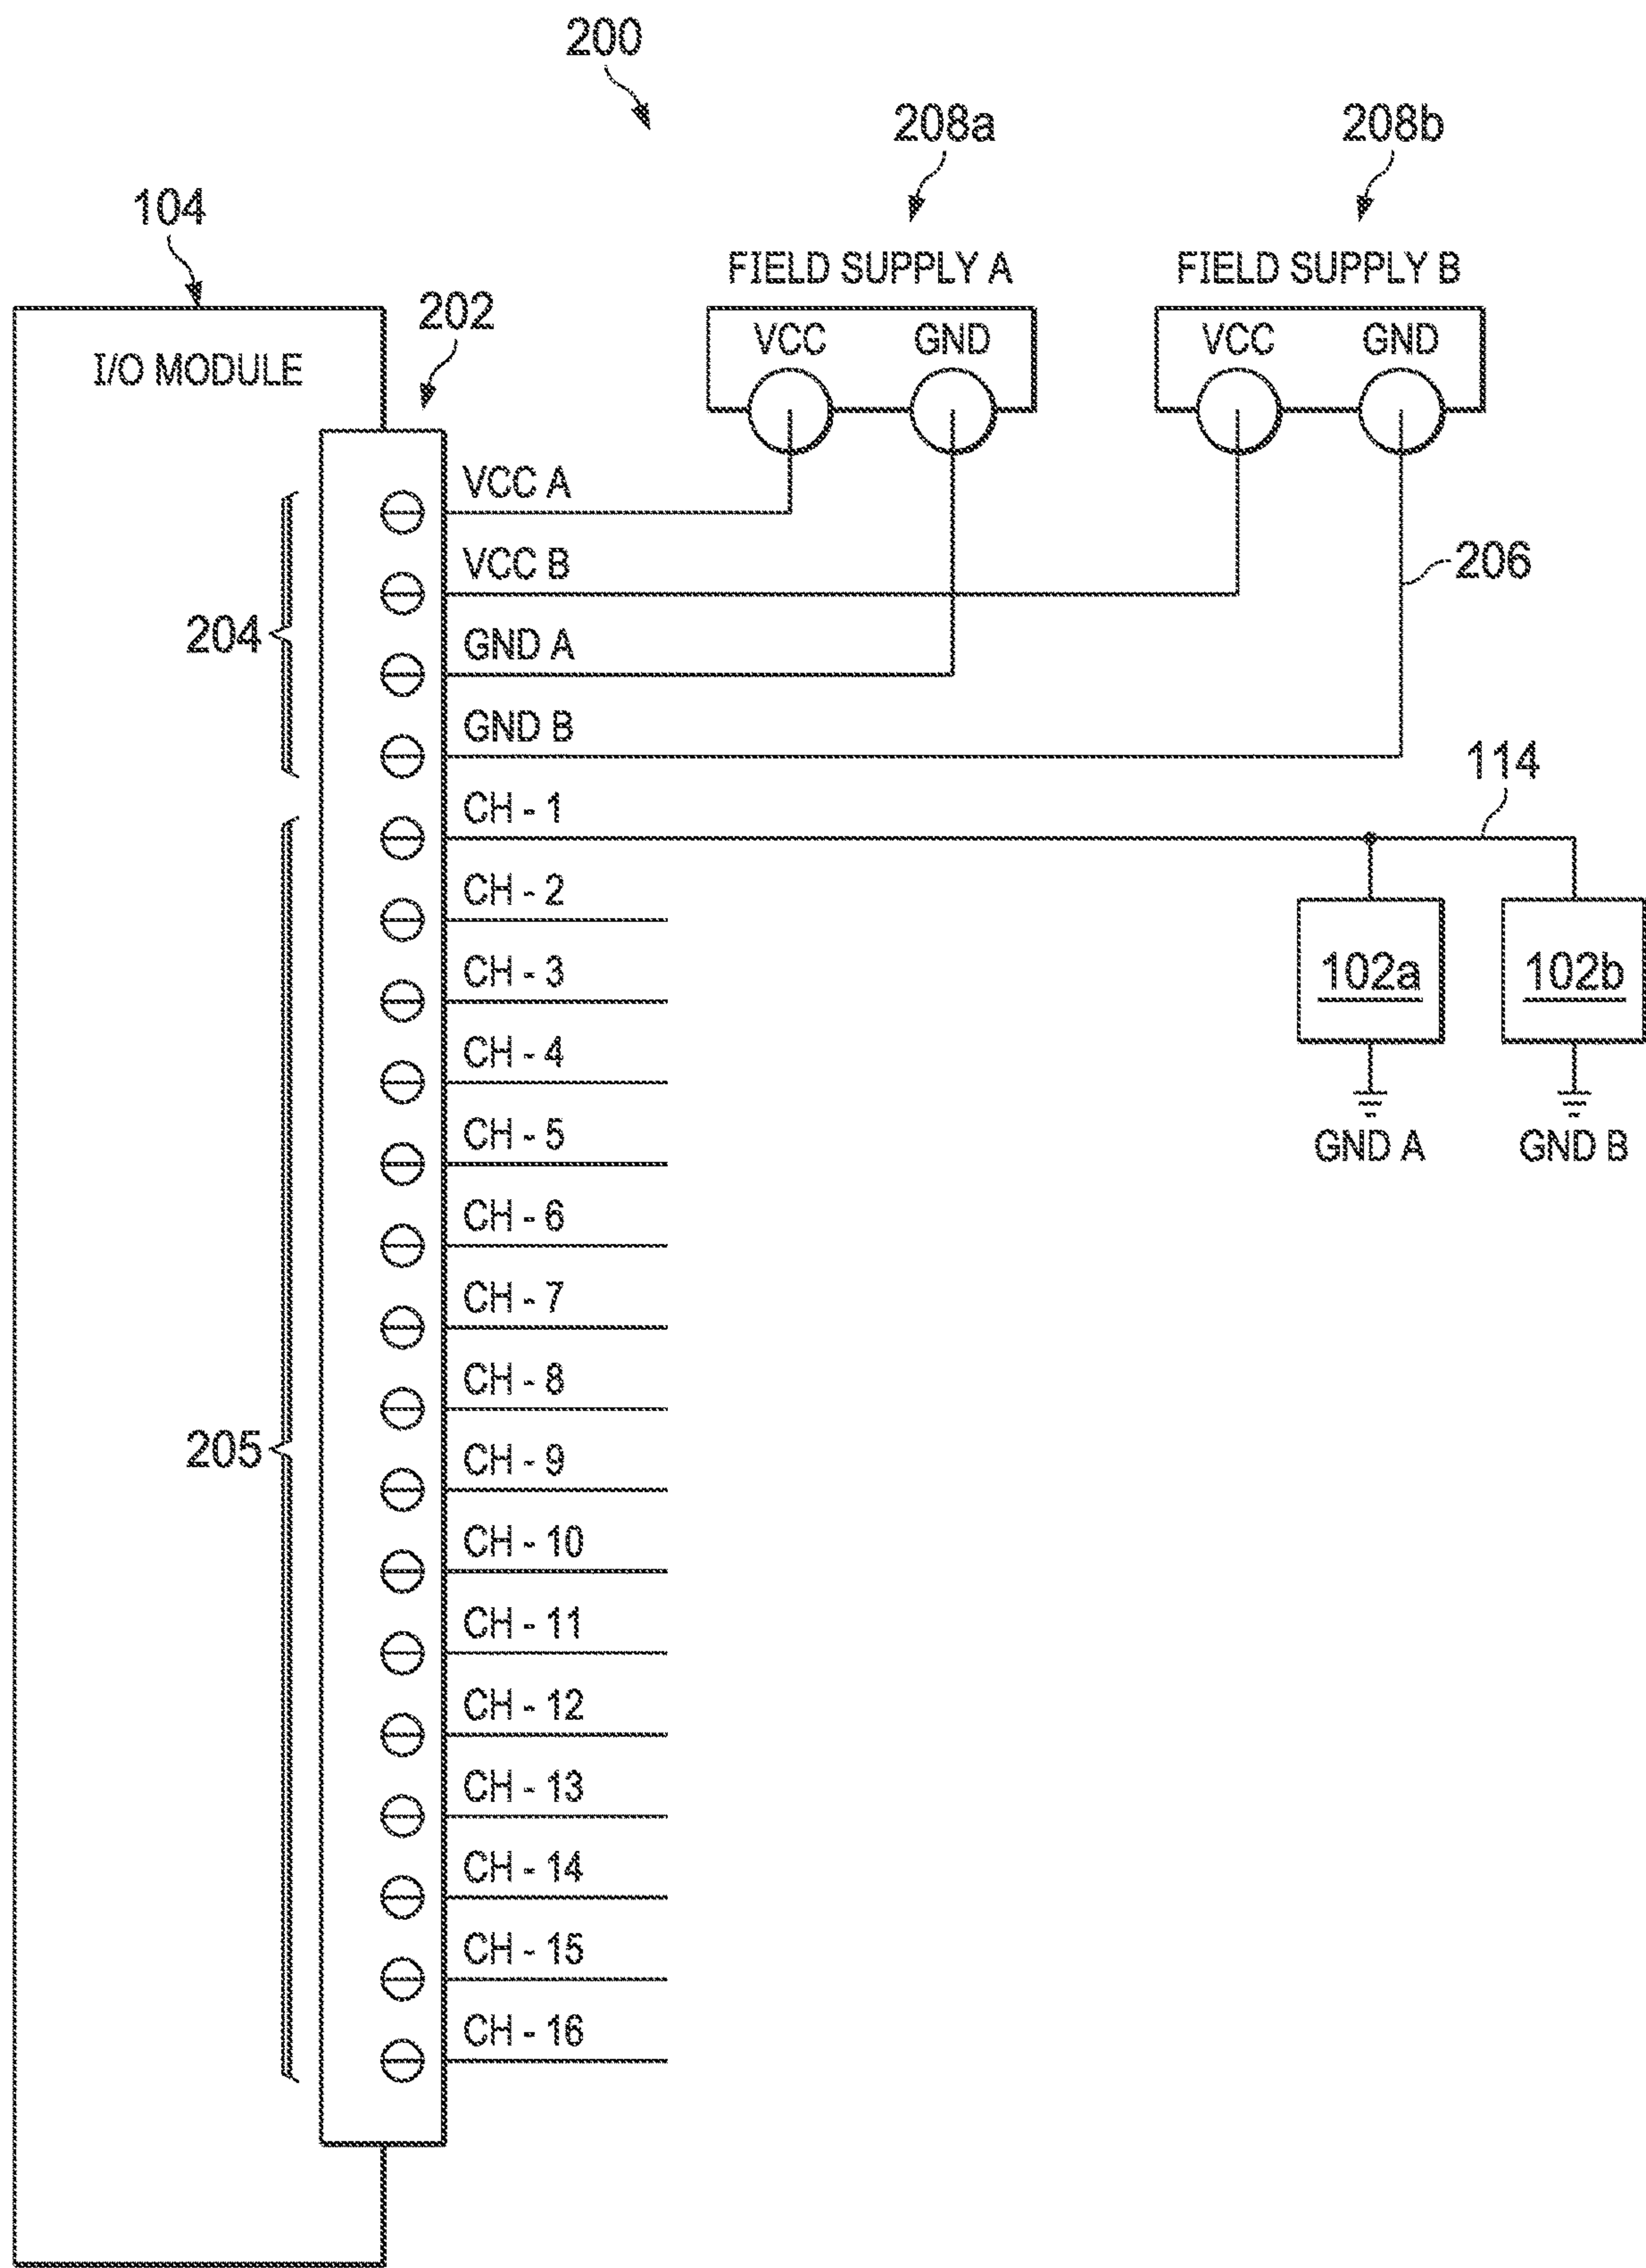 200
208a
208b
104
202
FIELD SUPPLY A
FIELD SUPPLY B
I/O MODULE
VCC
GND
VCC
GND
VCC A
VCC B
206
204
GND A
GND B
114
CH - 1
CH - 2
102a
102b
CH - 3
CH - 4
CH - 5
GND A
GND B
CH - 6
CH - 7
CH - 8
205
CH - 9
CH - 10
CH - 11
CH - 12
CH - 13
CH - 14
CH - 15
CH - 16